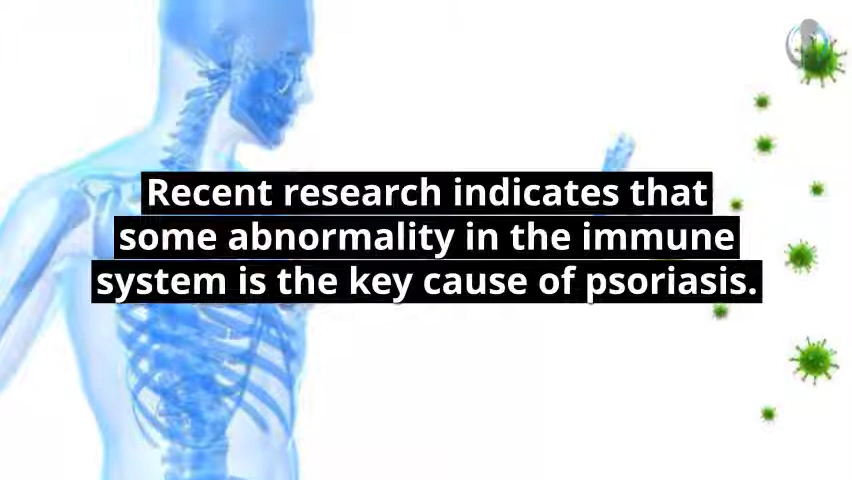 Recent research indicates that
some abnormality in the immune
system is the key cause of psoriasis.